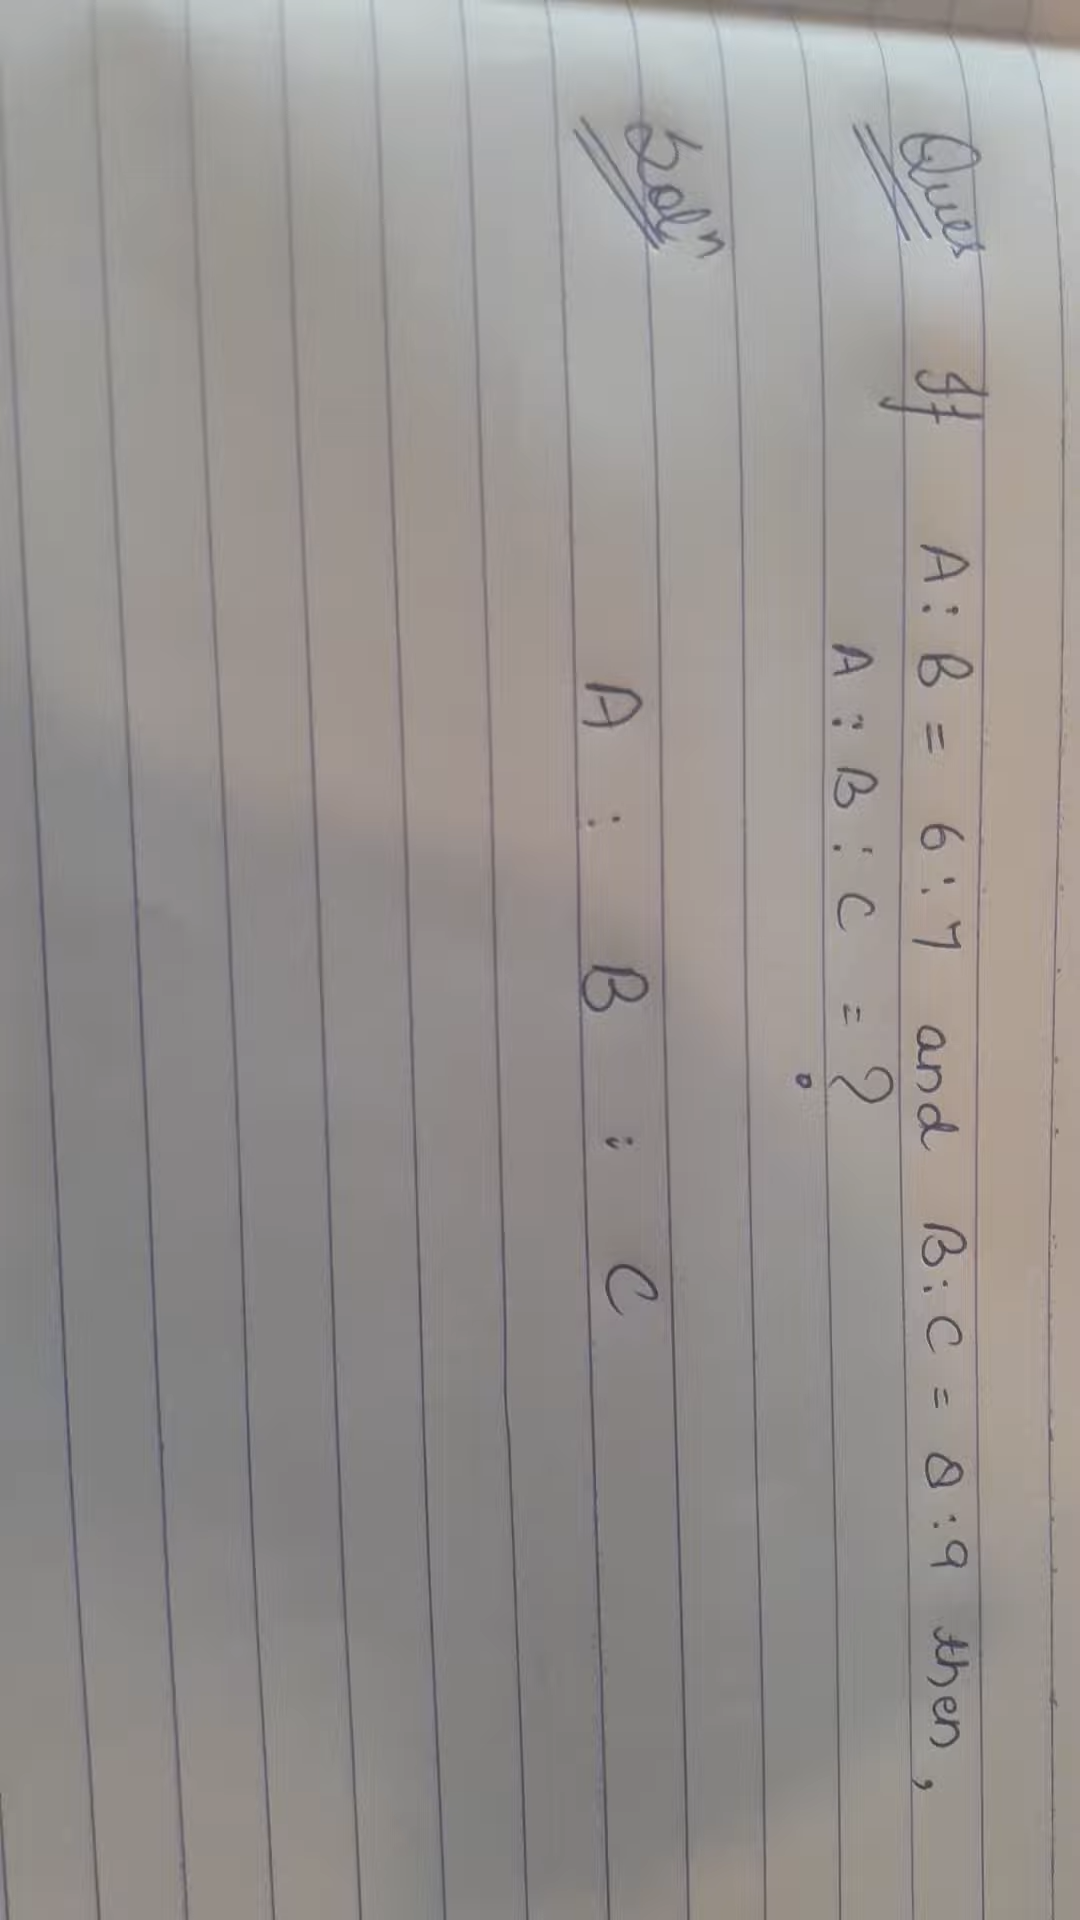 Ques If A:B = 6:7 and B:C = 8:9 then,
A:B:C = ?
Solⁿ
A : B : C